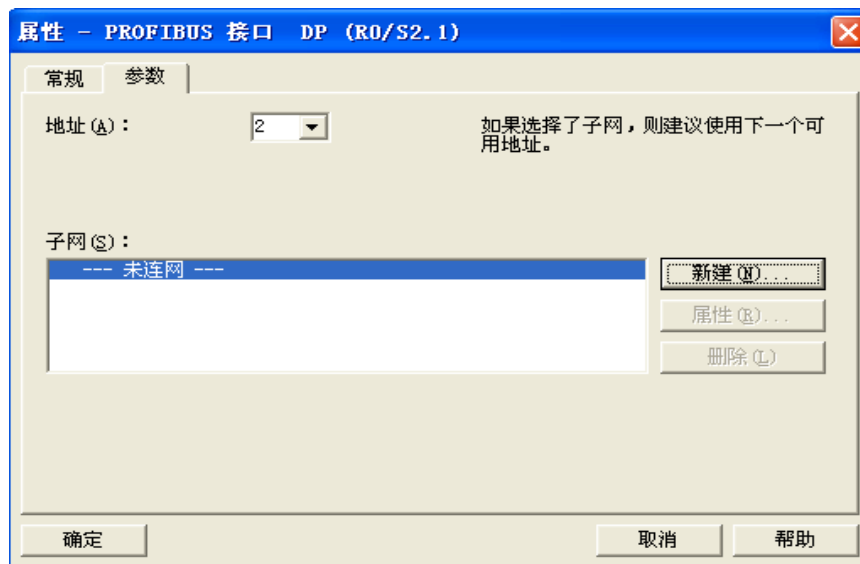 属性 - PROFIBUS 接口  DP (R0/S2.1)
常规 参数
地址(A)： 2 如果选择了子网，则建议使用下一个可
用地址。
子网(S)：
--- 未连网 --- 新建(N)...
属性(R)...
删除(L)
确定 取消 帮助